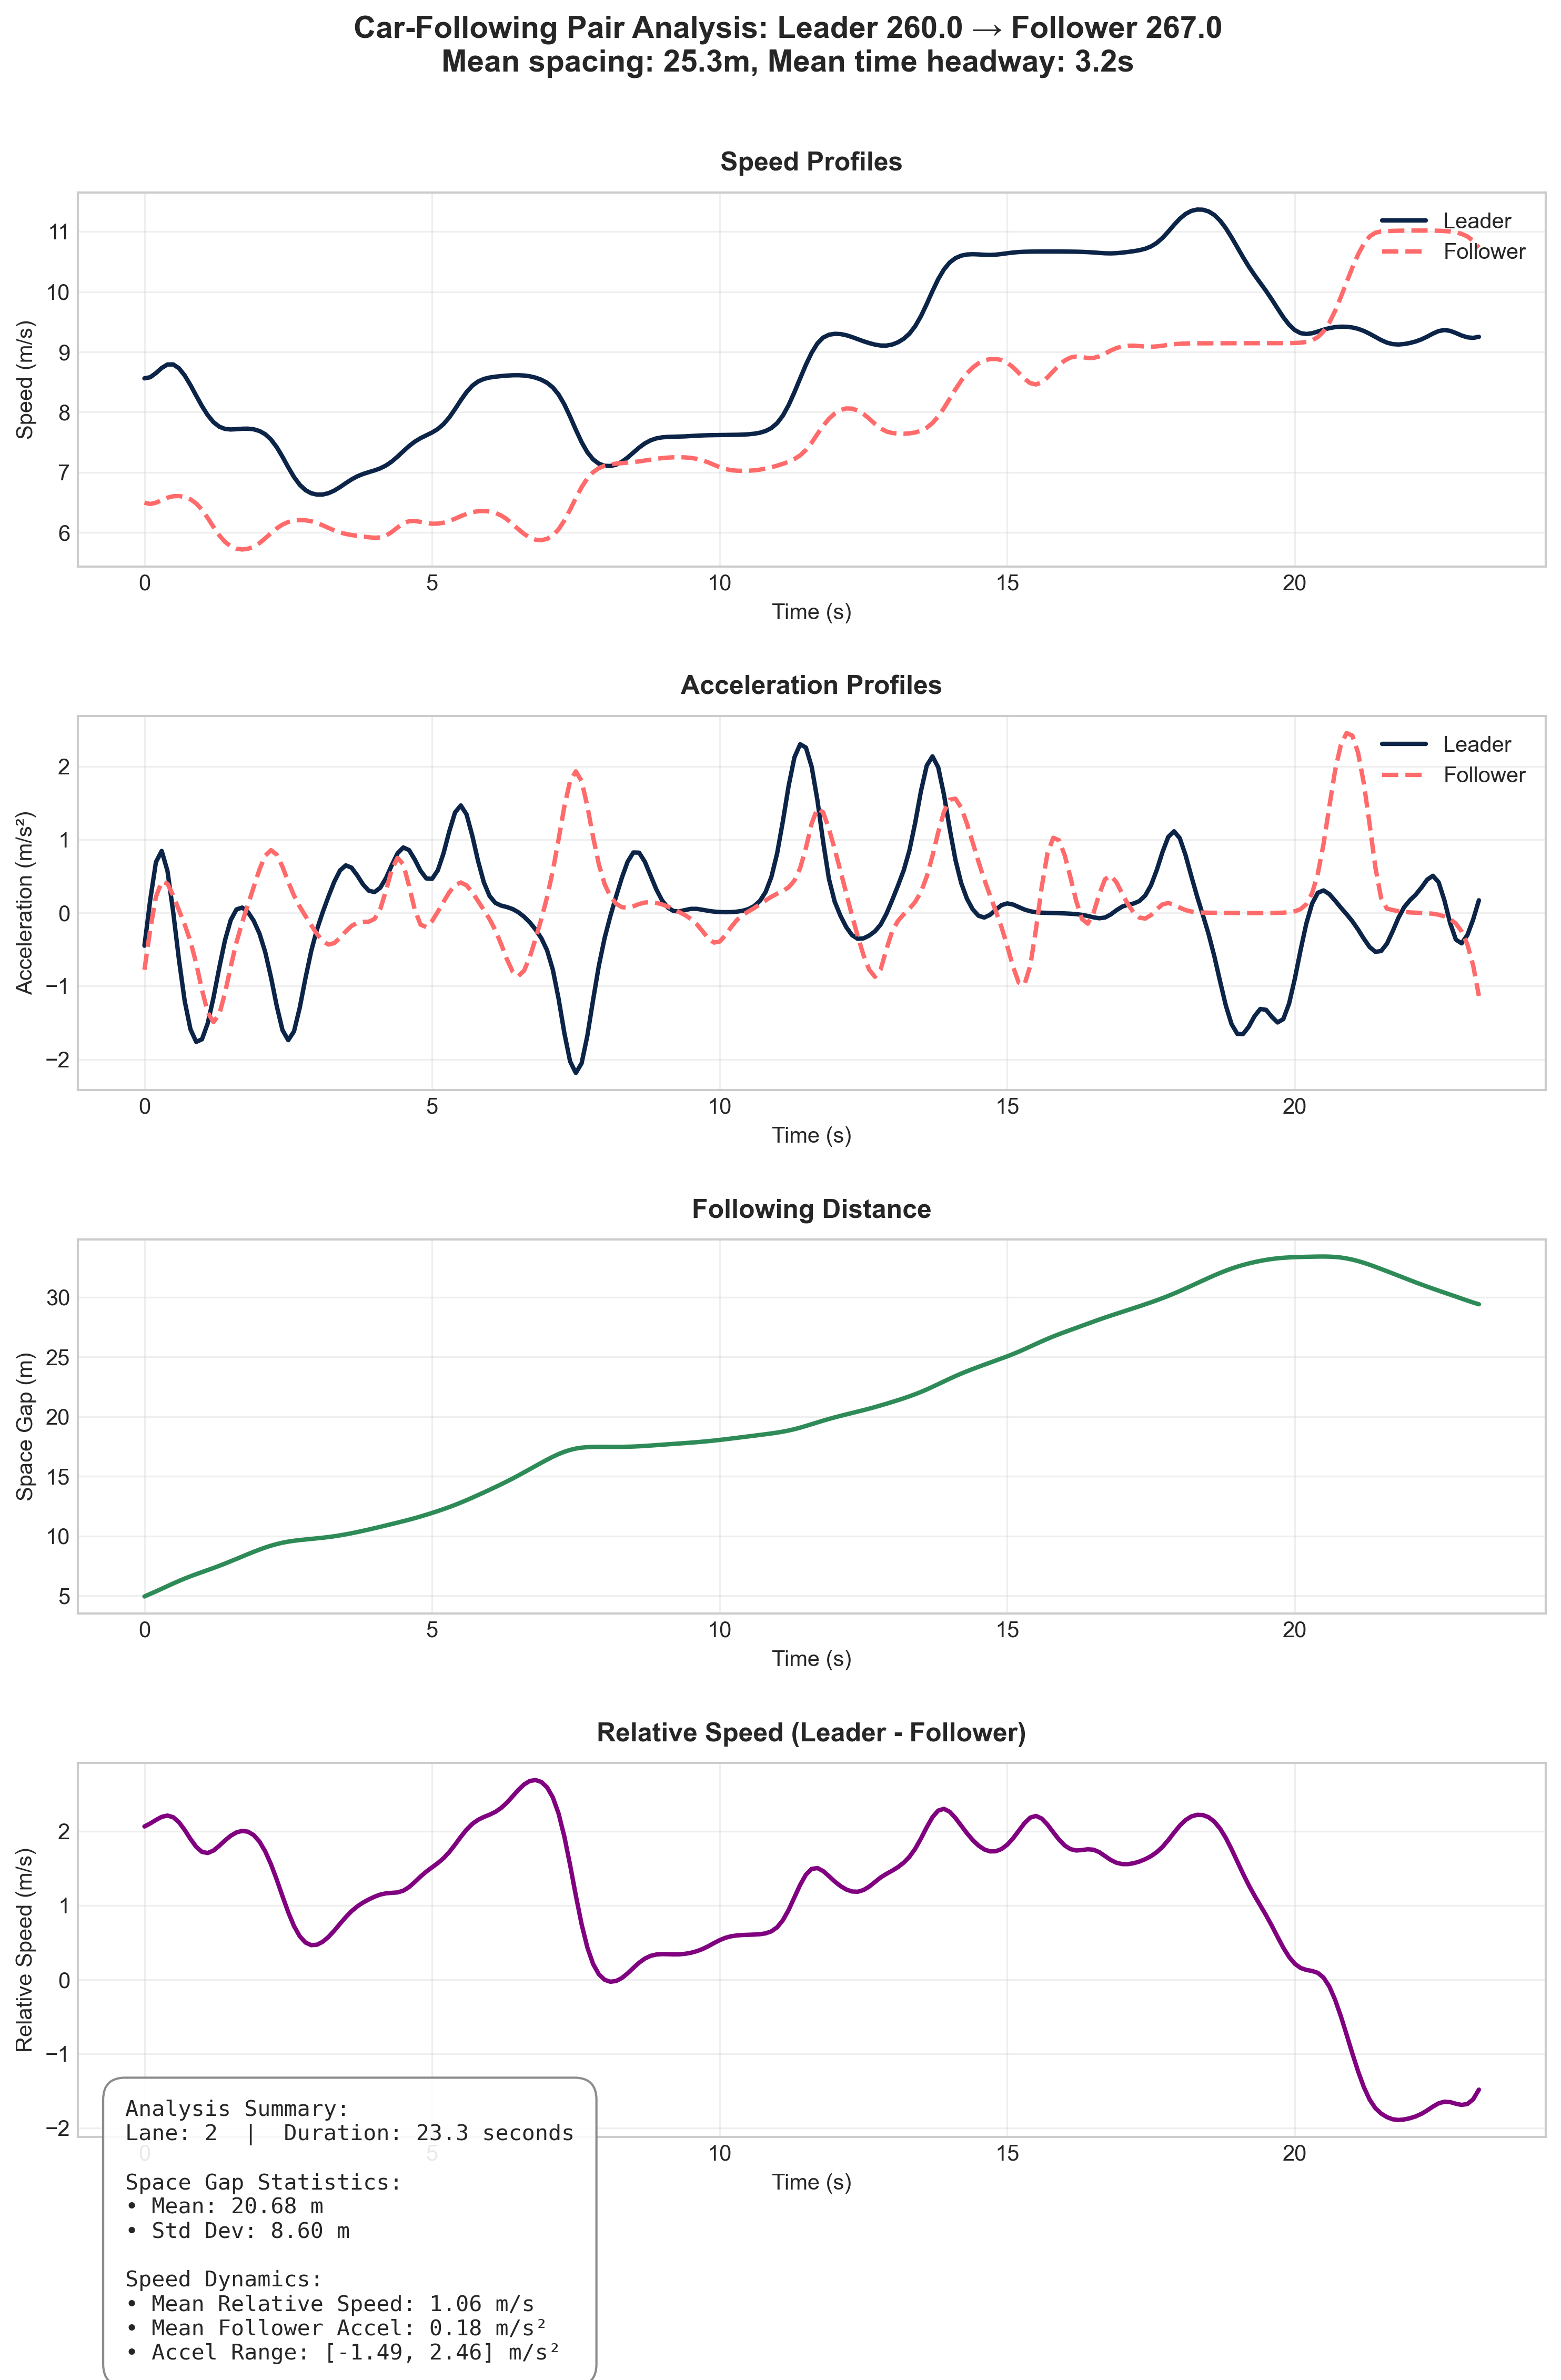 Car-Following Pair Analysis: Leader 260.0 → Follower 267.0
Mean spacing: 25.3m, Mean time headway: 3.2s
Speed Profiles
Speed (m/s)
11
10
9
8
7
6
Leader
Follower
0 5 10 15 20
Time (s)
Acceleration Profiles
Acceleration (m/s²)
2
1
0
−1
−2
Leader
Follower
0 5 10 15 20
Time (s)
Following Distance
Space Gap (m)
30
25
20
15
10
5
0 5 10 15 20
Time (s)
Relative Speed (Leader - Follower)
Relative Speed (m/s)
2
1
0
−1
−2
0 5 10 15 20
Time (s)
Analysis Summary:
Lane: 2 | Duration: 23.3 seconds
Space Gap Statistics:
• Mean: 20.68 m
• Std Dev: 8.60 m
Speed Dynamics:
• Mean Relative Speed: 1.06 m/s
• Mean Follower Accel: 0.18 m/s²
• Accel Range: [-1.49, 2.46] m/s²